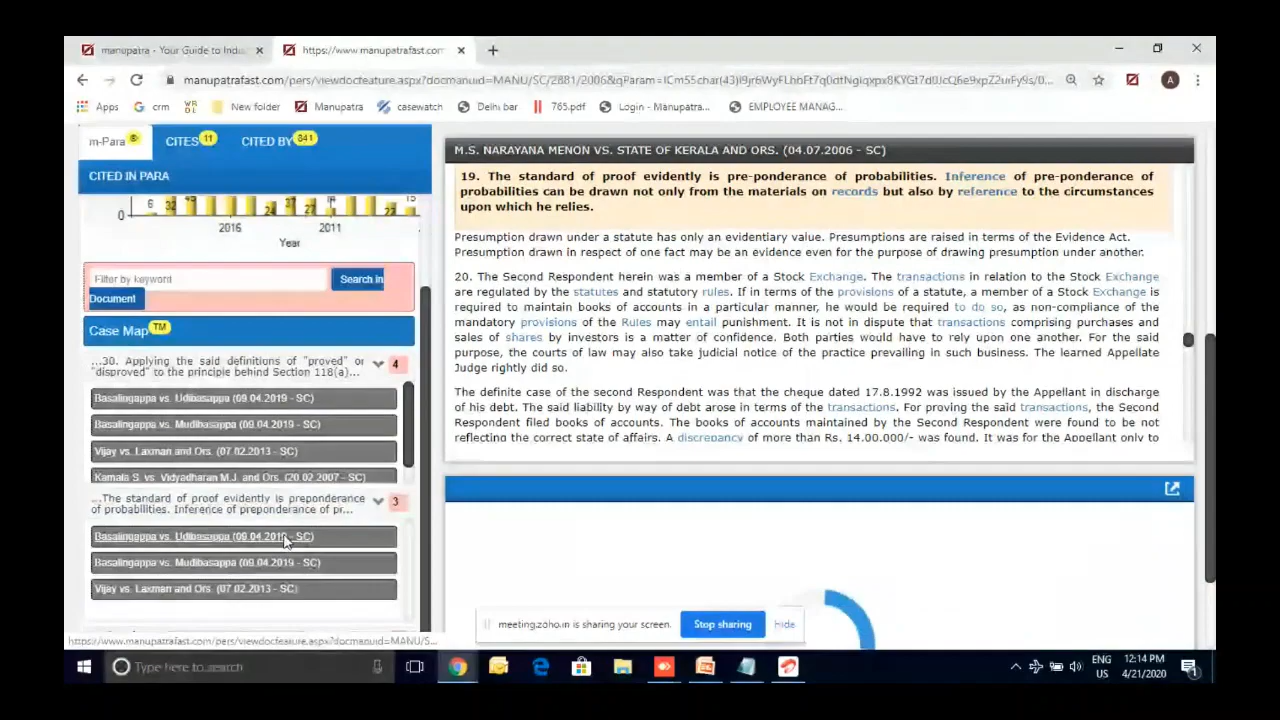 manupatra - Your Guide to Indi
https://www.manupatrafast.com
Apps
crm
New folder
Manupatra
casewatch
Delhi bar
765.pdf
Login - Manupatra...
EMPLOYEE MANAG...
m-Para
CITES 11
CITED BY 841
CITED IN PARA
0
6
32
24
27
15
2016
2011
Year
Filter by keyword
Search in
Document
Case Map TM
...30. Applying the said definitions of "proved" or
"disproved" to the principle behind Section 118(a)...
4
Basalingappa vs. Udibasappa (09.04.2019 - SC)
Basalingappa vs. Mudibasappa (09.04.2019 - SC)
Vijay vs. Laxman and Ors. (07.02.2013 - SC)
Kamala S. vs. Vidyadharan M.J. and Ors. (20.02.2007 - SC)
...The standard of proof evidently is preponderance
of probabilities. Inference of preponderance of pr...
3
Basalingappa vs. Udibasappa (09.04.2019 - SC)
Basalingappa vs. Mudibasappa (09.04.2019 - SC)
Vijay vs. Laxman and Ors. (07.02.2013 - SC)
https://www.manupatrafast.com/pers/viewdocfeature.aspx?docmanuid=MANU/S...
M.S. NARAYANA MENON VS. STATE OF KERALA AND ORS. (04.07.2006 - SC)
19. The standard of proof evidently is pre-ponderance of probabilities. Inference of pre-ponderance of
probabilities can be drawn not only from the materials on records but also by reference to the circumstances
upon which he relies.
Presumption drawn under a statute has only an evidentiary value. Presumptions are raised in terms of the Evidence Act.
Presumption drawn in respect of one fact may be an evidence even for the purpose of drawing presumption under another.
20. The Second Respondent herein was a member of a Stock Exchange. The transactions in relation to the Stock Exchange
are regulated by the statutes and statutory rules. If in terms of the provisions of a statute, a member of a Stock Exchange is
required to maintain books of accounts in a particular manner, he would be required to do so, as non-compliance of the
mandatory provisions of the Rules may entail punishment. It is not in dispute that transactions comprising purchases and
sales of shares by investors is a matter of confidence. Both parties would have to rely upon one another. For the said
purpose, the courts of law may also take judicial notice of the practice prevailing in such business. The learned Appellate
Judge rightly did so.
The definite case of the second Respondent was that the cheque dated 17.8.1992 was issued by the Appellant in discharge
of his debt. The said liability by way of debt arose in terms of the transactions. For proving the said transactions, the Second
Respondent filed books of accounts. The books of accounts maintained by the Second Respondent were found to be not
reflecting the correct state of affairs. A discrepancy of more than Rs. 14,00,000/- was found. It was for the Appellant only to
meeting.zoho.in is sharing your screen.
Stop sharing
Hide
Type here to search
ENG
US
12:14 PM
4/21/2020